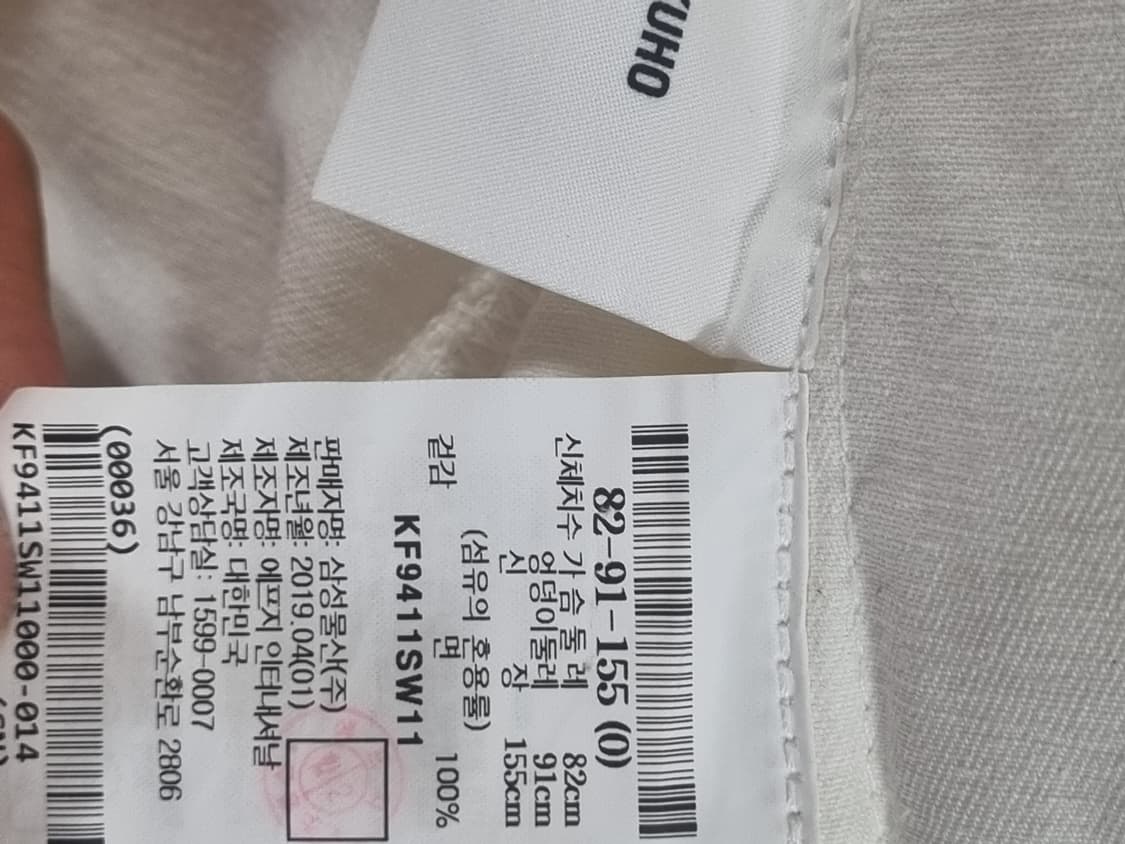 82-91-155 (0)
신체치수 가 슴 둘 레 82cm
엉덩이둘레 91cm
신 장 155cm
(섬유의 혼용률)
겉감 면 100%
KF9411SW11
판매자명: 삼성물산(주)
제조년월: 2019.04(01)
제조자명: 에프지 인터내셔날
제조국명: 대한민국
고객상담실: 1599-0007
서울 강남구 남부순환로 2806
(00036)
KF9411SW11000-014